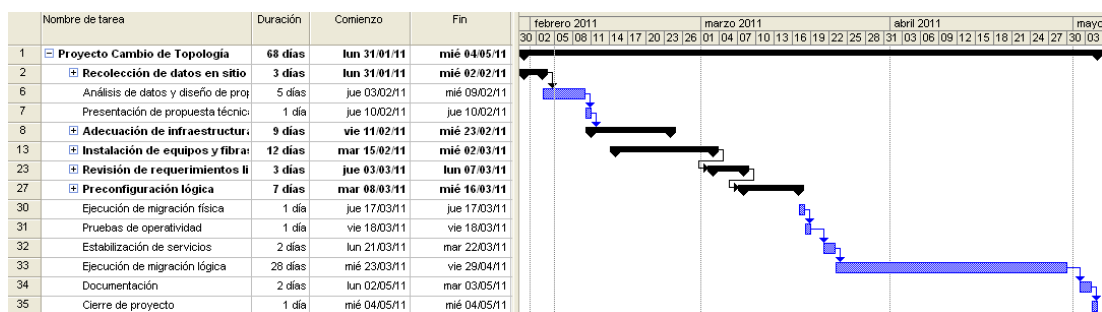 Nombre de tarea Duración Comienzo Fin febrero 2011 marzo 2011 abril 2011 mayo
30 02 05 08 11 14 17 20 23 26 01 04 07 10 13 16 19 22 25 28 31 03 06 09 12 15 18 21 24 27 30 03
1 Proyecto Cambio de Topología 68 días lun 31/01/11 mié 04/05/11
2 Recolección de datos en sitio 3 días lun 31/01/11 mié 02/02/11
6 Análisis de datos y diseño de prop 5 días jue 03/02/11 mié 09/02/11
7 Presentación de propuesta técnica 1 día jue 10/02/11 jue 10/02/11
8 Adecuación de infraestructura 9 días vie 11/02/11 mié 23/02/11
13 Instalación de equipos y fibras 12 días mar 15/02/11 mié 02/03/11
23 Revisión de requerimientos li 3 días jue 03/03/11 lun 07/03/11
27 Preconfiguración lógica 7 días mar 08/03/11 mié 16/03/11
30 Ejecución de migración física 1 día jue 17/03/11 jue 17/03/11
31 Pruebas de operatividad 1 día vie 18/03/11 vie 18/03/11
32 Estabilización de servicios 2 días lun 21/03/11 mar 22/03/11
33 Ejecución de migración lógica 28 días mié 23/03/11 vie 29/04/11
34 Documentación 2 días lun 02/05/11 mar 03/05/11
35 Cierre de proyecto 1 día mié 04/05/11 mié 04/05/11